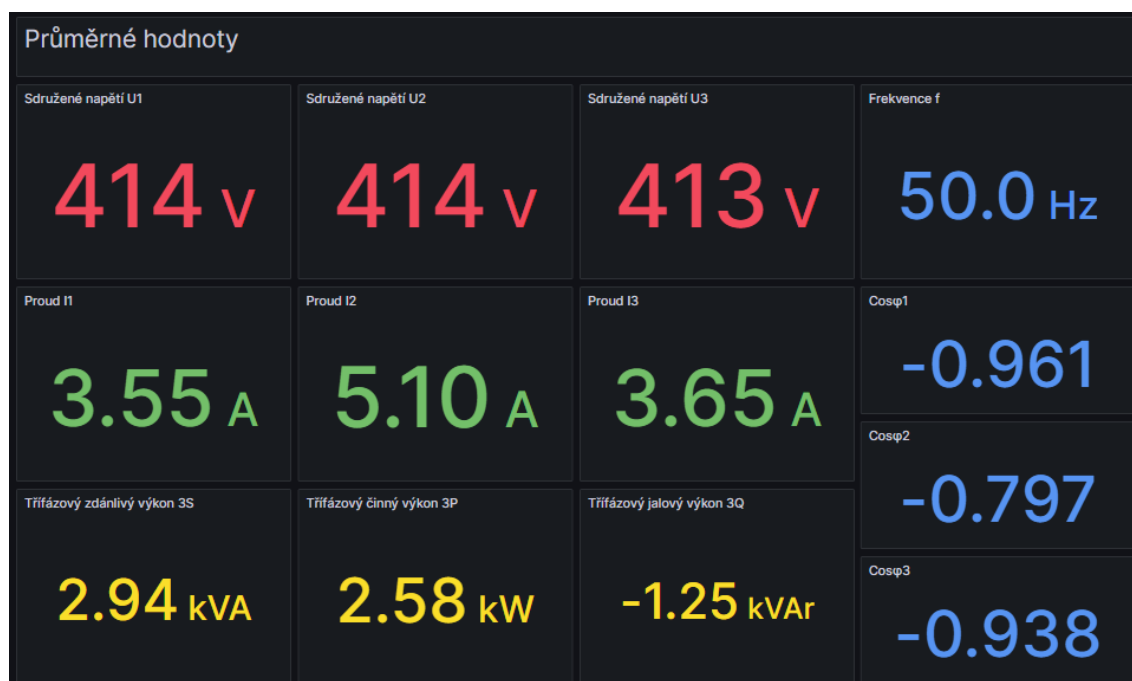 Průměrné hodnoty
Sdružené napětí U1
414 V
Sdružené napětí U2
414 V
Sdružené napětí U3
413 V
Frekvence f
50.0 Hz
Proud I1
3.55 A
Proud I2
5.10 A
Proud I3
3.65 A
Cosφ1
-0.961
Cosφ2
-0.797
Třífázový zdánlivý výkon 3S
2.94 kVA
Třífázový činný výkon 3P
2.58 kW
Třífázový jalový výkon 3Q
-1.25 kVAr
Cosφ3
-0.938